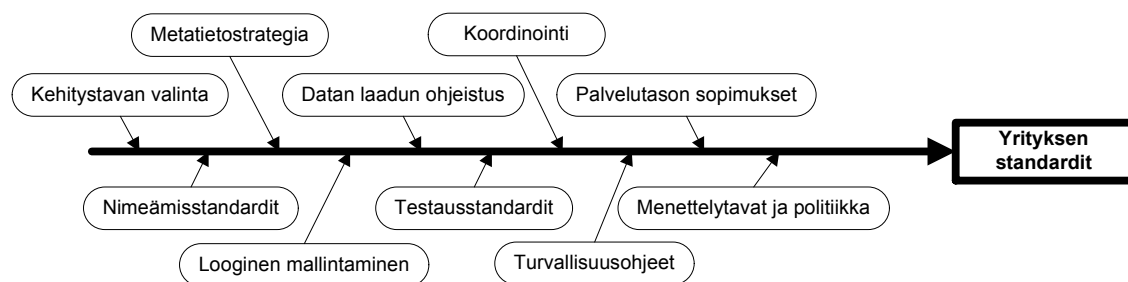 Metatietostrategia
Koordinointi
Kehitystavan valinta
Datan laadun ohjeistus
Palvelutason sopimukset
Yrityksen
standardit
Nimeämisstandardit
Testausstandardit
Menettelytavat ja politiikka
Looginen mallintaminen
Turvallisuusohjeet